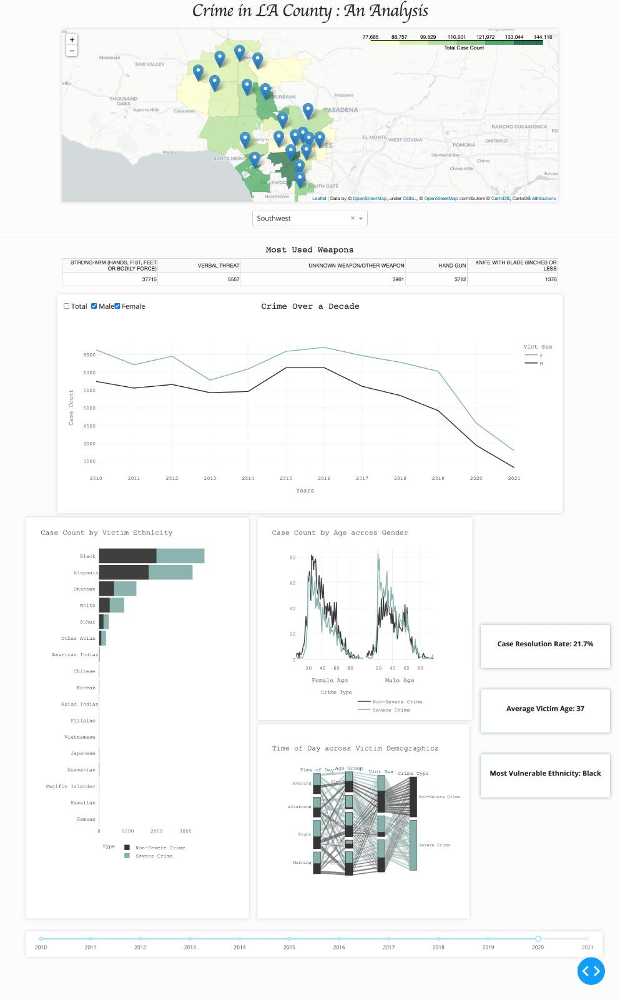 Crime in LA County : An Analysis
+
−
77,685 88,757 99,829 110,901 121,972 133,044 144,116
Total Case Count
Moorpark
SIMI VALLEY
THOUSAND
OAKS
Agoura Hills
Calabasas
Malibu
BURBANK
Altadena
PASADENA
SANTA MONIC
INGLEWOOD
SOUTH GATE
Hawthorne
EL MONTE
WEST COVINA
RANCHO CUCAMONGA
ONTARIO
POMONA
Diamond Bar
Chino
Chino Hills
Jurupa
Leaflet | Data by © OpenStreetMap, under ODbL., © OpenStreetMap contributors © CartoDB, CartoDB attributions
Southwest
Most Used Weapons
STRONG-ARM (HANDS, FIST, FEET
OR BODILY FORCE)
VERBAL THREAT
UNKNOWN WEAPON/OTHER WEAPON
HAND GUN
KNIFE WITH BLADE 6INCHES OR
LESS
37715 5557 3961 3762 1376
Total Male Female
Crime Over a Decade
Vict Sex
F
M
Case Count
6500
6000
5500
5000
4500
4000
3500
2010 2011 2012 2013 2014 2015 2016 2017 2018 2019 2020 2021
Years
Case Count by Victim Ethnicity
Black
Hispanic
Unknown
White
Other
Other Asian
American Indian
Chinese
Korean
Asian Indian
Filipino
Vietnamese
Japanese
Guamanian
Pacific Islander
Hawaiian
Samoan
0 1000 2000 3000
Type
Non-Severe Crime
Severe Crime
Case Count by Age across Gender
80
60
40
20
0
20 40 60 80 20 40 60 80
Female Age Male Age
Crime Type
Non-Severe Crime
Severe Crime
Time of Day across Victim Demographics
Time of Day Age Group Vict Sex Crime Type
Evening
Afternoon
Night
Morning
Non-Severe Crime
Severe Crime
Case Resolution Rate: 21.7%
Average Victim Age: 37
Most Vulnerable Ethnicity: Black
2010 2011 2012 2013 2014 2015 2016 2017 2018 2019 2020 2021